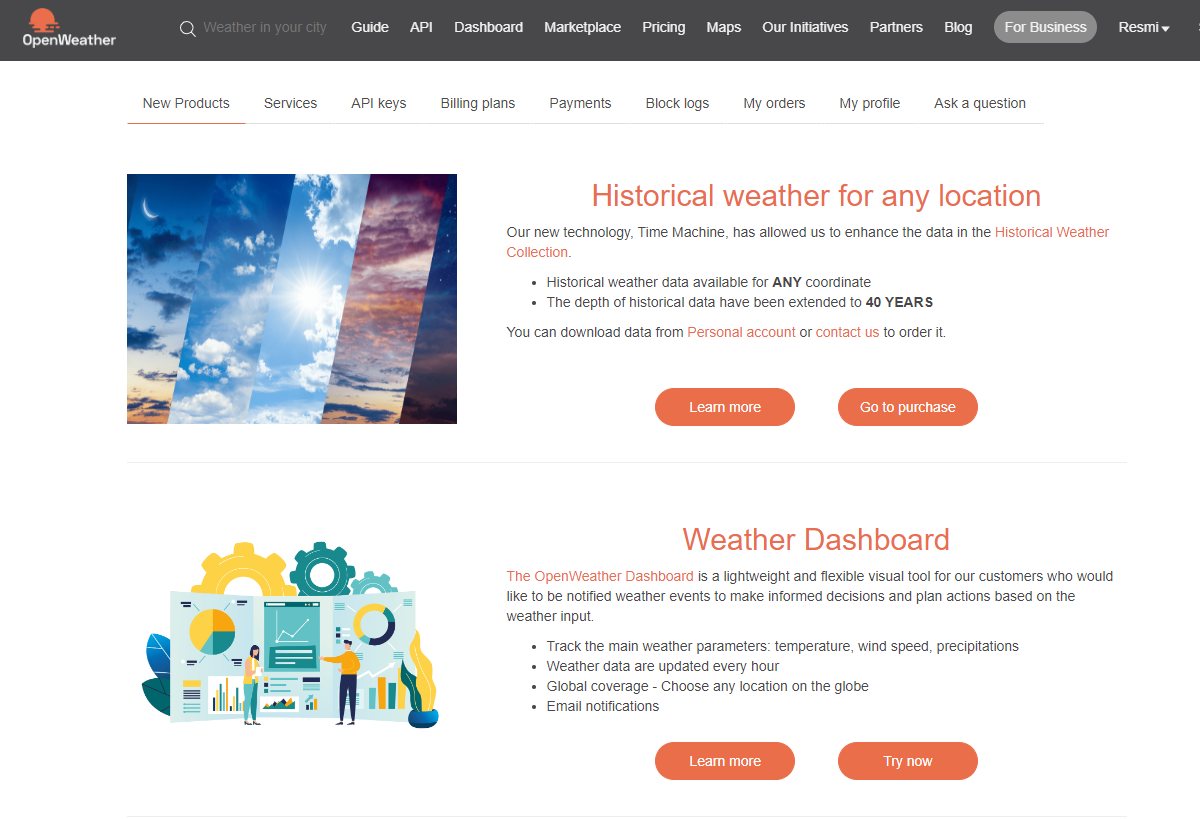 OpenWeather
Weather in your city
Guide
API
Dashboard
Marketplace
Pricing
Maps
Our Initiatives
Partners
Blog
For Business
Resmi
New Products
Services
API keys
Billing plans
Payments
Block logs
My orders
My profile
Ask a question
Historical weather for any location
Our new technology, Time Machine, has allowed us to enhance the data in the Historical Weather
Collection.
• Historical weather data available for ANY coordinate
• The depth of historical data have been extended to 40 YEARS
You can download data from Personal account or contact us to order it.
Learn more
Go to purchase
Weather Dashboard
The OpenWeather Dashboard is a lightweight and flexible visual tool for our customers who would
like to be notified weather events to make informed decisions and plan actions based on the
weather input.
• Track the main weather parameters: temperature, wind speed, precipitations
• Weather data are updated every hour
• Global coverage - Choose any location on the globe
• Email notifications
Learn more
Try now